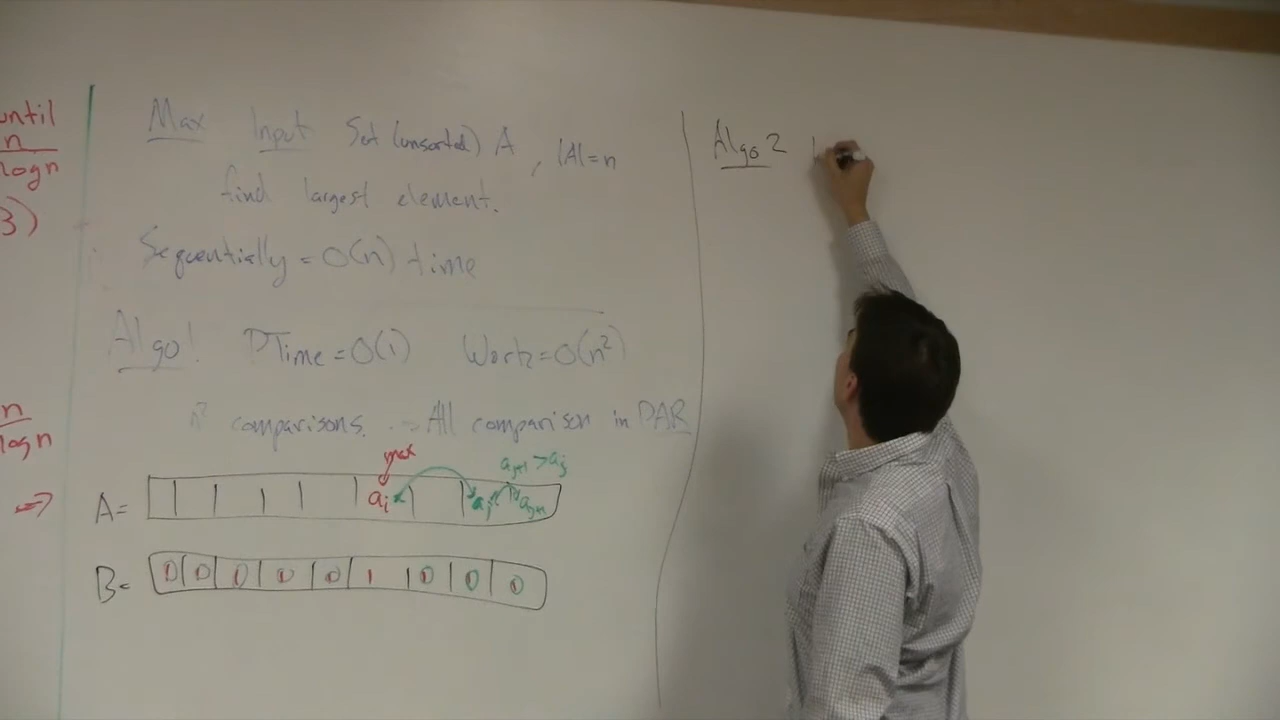 until
n
logn
3)
n
logn
Max Input Set (unsorted) A, |A|=n
find largest element.
Sequentially = O(n) time
Algo 1 PTime = O(1) Work = O(n²)
n² comparisons. → All comparison in PAR
max
aⱼ₊₁ > aⱼ
A= aᵢ aⱼ aⱼ₊₁
B= 0 0 0 0 0 1 0 0 0
Algo 2